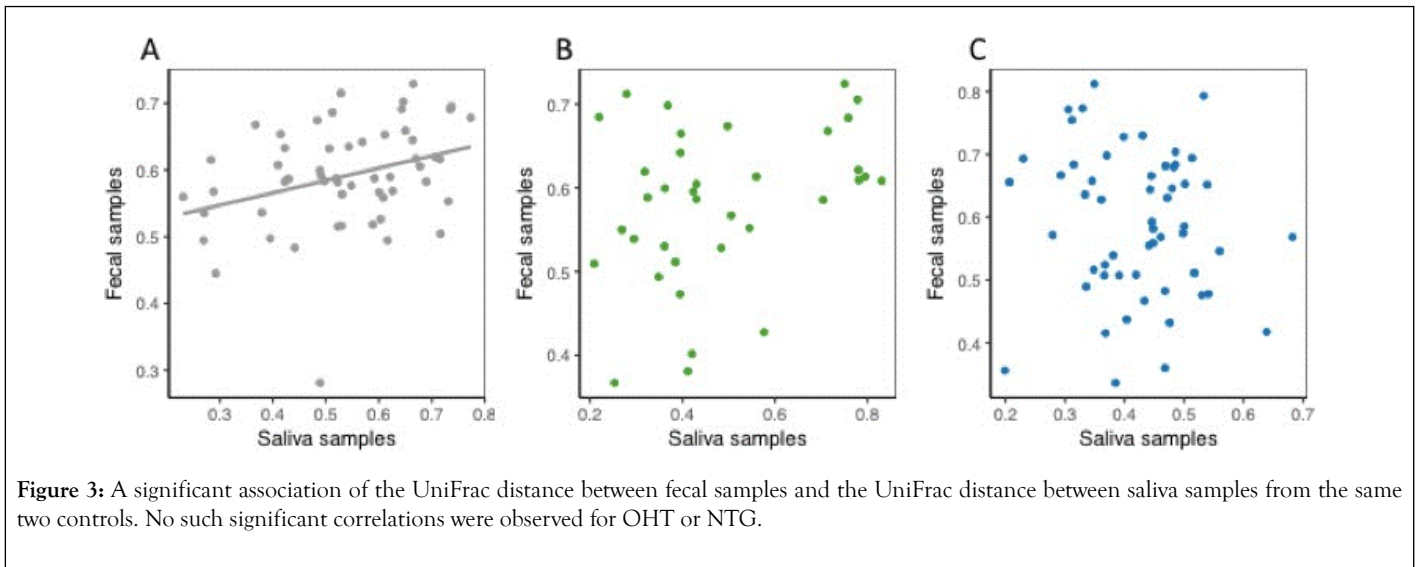 A
B
C
Fecal samples
0.7
0.6
0.5
0.4
0.3
0.3 0.4 0.5 0.6 0.7 0.8
Saliva samples
Fecal samples
0.7
0.6
0.5
0.4
0.2 0.4 0.6 0.8
Saliva samples
Fecal samples
0.8
0.7
0.6
0.5
0.4
0.2 0.3 0.4 0.5 0.6 0.7
Saliva samples
Figure 3: A significant association of the UniFrac distance between fecal samples and the UniFrac distance between saliva samples from the same
two controls. No such significant correlations were observed for OHT or NTG.